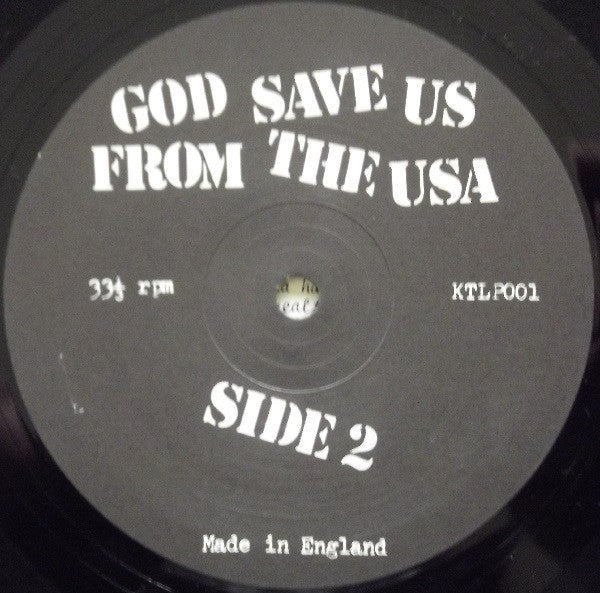 GOD SAVE US
FROM THE USA
33⅓ rpm
KTLP001
SIDE 2
Made in England